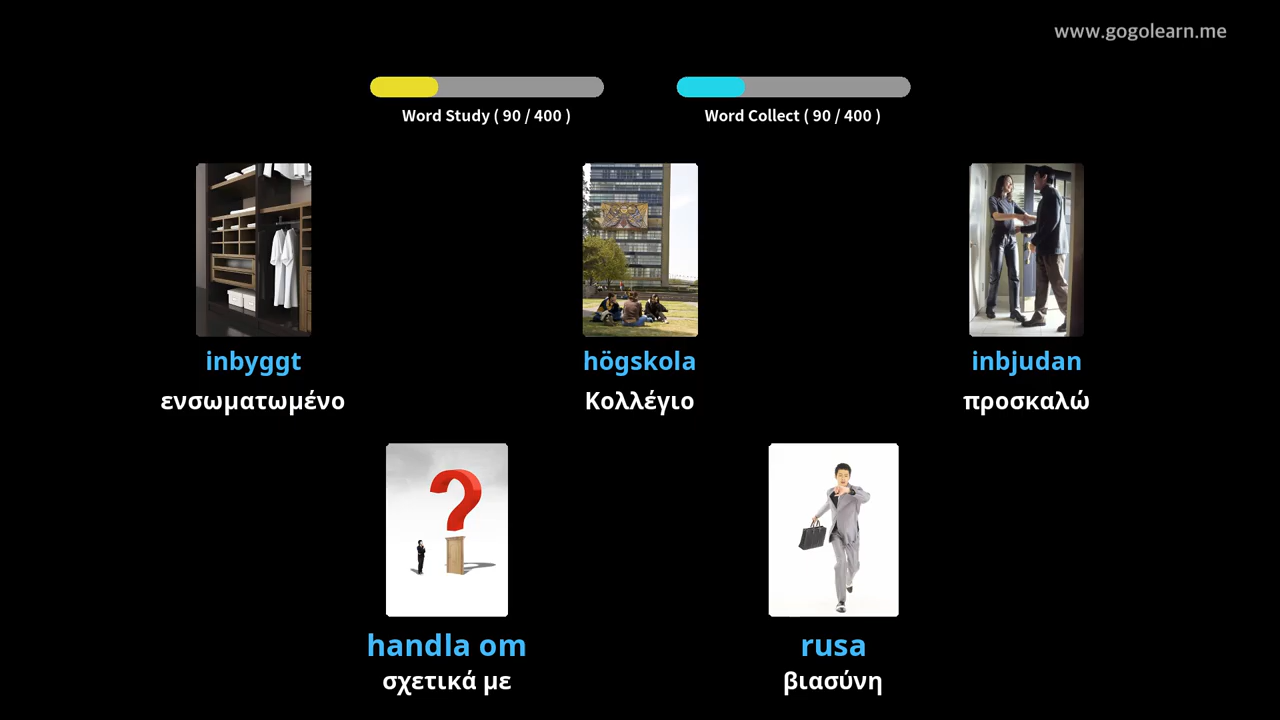 www.gogolearn.me
Word Study ( 90 / 400 )
Word Collect ( 90 / 400 )
inbyggt
högskola
inbjudan
ενσωματωμένο
Κολλέγιο
προσκαλώ
handla om
rusa
σχετικά με
βιασύνη